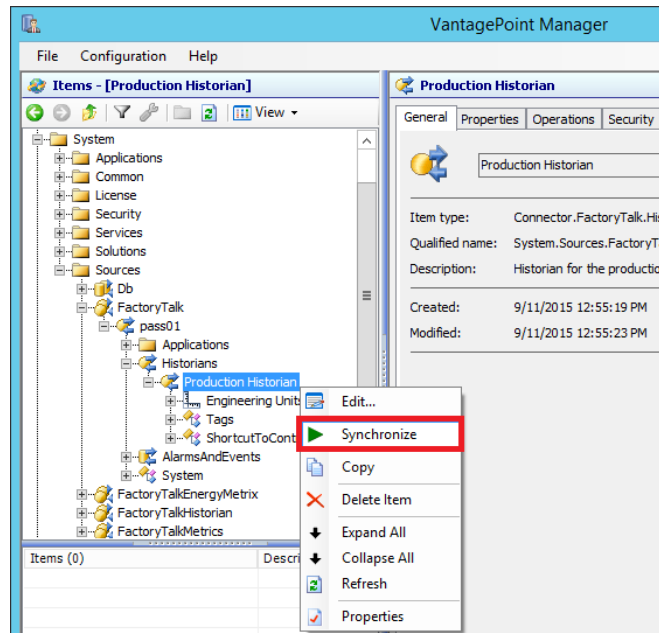 VantagePoint Manager
File Configuration Help
Items - [Production Historian]
View
System
Applications
Common
License
Security
Services
Solutions
Sources
Db
FactoryTalk
pass01
Applications
Historians
Production Historian
Engineering Units
Tags
ShortcutToCont
AlarmsAndEvents
System
FactoryTalkEnergyMetrix
FactoryTalkHistorian
FactoryTalkMetrics
Items (0) Descri
Edit...
Synchronize
Copy
Delete Item
Expand All
Collapse All
Refresh
Properties
Production Historian
General Properties Operations Security
Production Historian
Item type: Connector.FactoryTalk.His
Qualified name: System.Sources.FactoryT
Description: Historian for the productio
Created: 9/11/2015 12:55:19 PM
Modified: 9/11/2015 12:55:23 PM